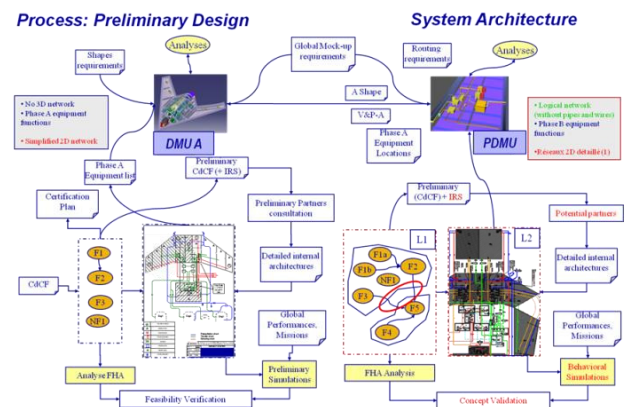 Process: Preliminary Design
System Architecture
Analyses
Shapes
requirements
Global Mock-up
requirements
Routing
requirements
Analyses
• No 3D network
• Phase A equipment
functions
• Simplified 2D network
A Shape
V&P-A
Phase A
Equipment
Locations
• Logical network
(without pipes and wires)
• Phase B equipment
functions
• Réseaux 2D détaillé (1)
DMU A
PDMU
Phase A
Equipment list
Preliminary
CdCF (+ IRS)
Certification
Plan
Preliminary Partners
consultation
Preliminary
(CdCF) + IRS
Potential partners
F1
F2
F3
NF1
CdCF
Detailed internal
architectures
L1
F1a
F1b
F2
NF1
F3
F5
F4
L2
Detailed internal
architectures
Global
Performances,
Missions
Global
Performances,
Missions
Analyse FHA
Preliminary
Simulations
FHA Analysis
Behavioral
Simulations
Feasibility Verification
Concept Validation